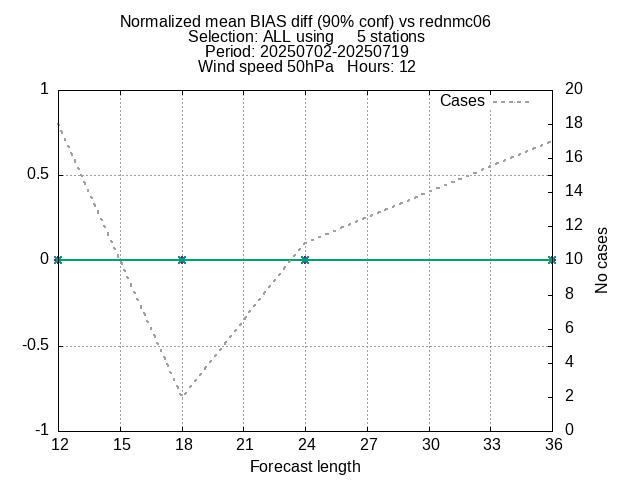 Normalized mean BIAS diff (90% conf) vs rednmc06
Selection: ALL using     5 stations
Period: 20250702-20250719
Wind speed 50hPa   Hours: 12
Cases
1
0.5
0
-0.5
-1
20
18
16
14
12
10
8
6
4
2
0
No cases
12 15 18 21 24 27 30 33 36
Forecast length